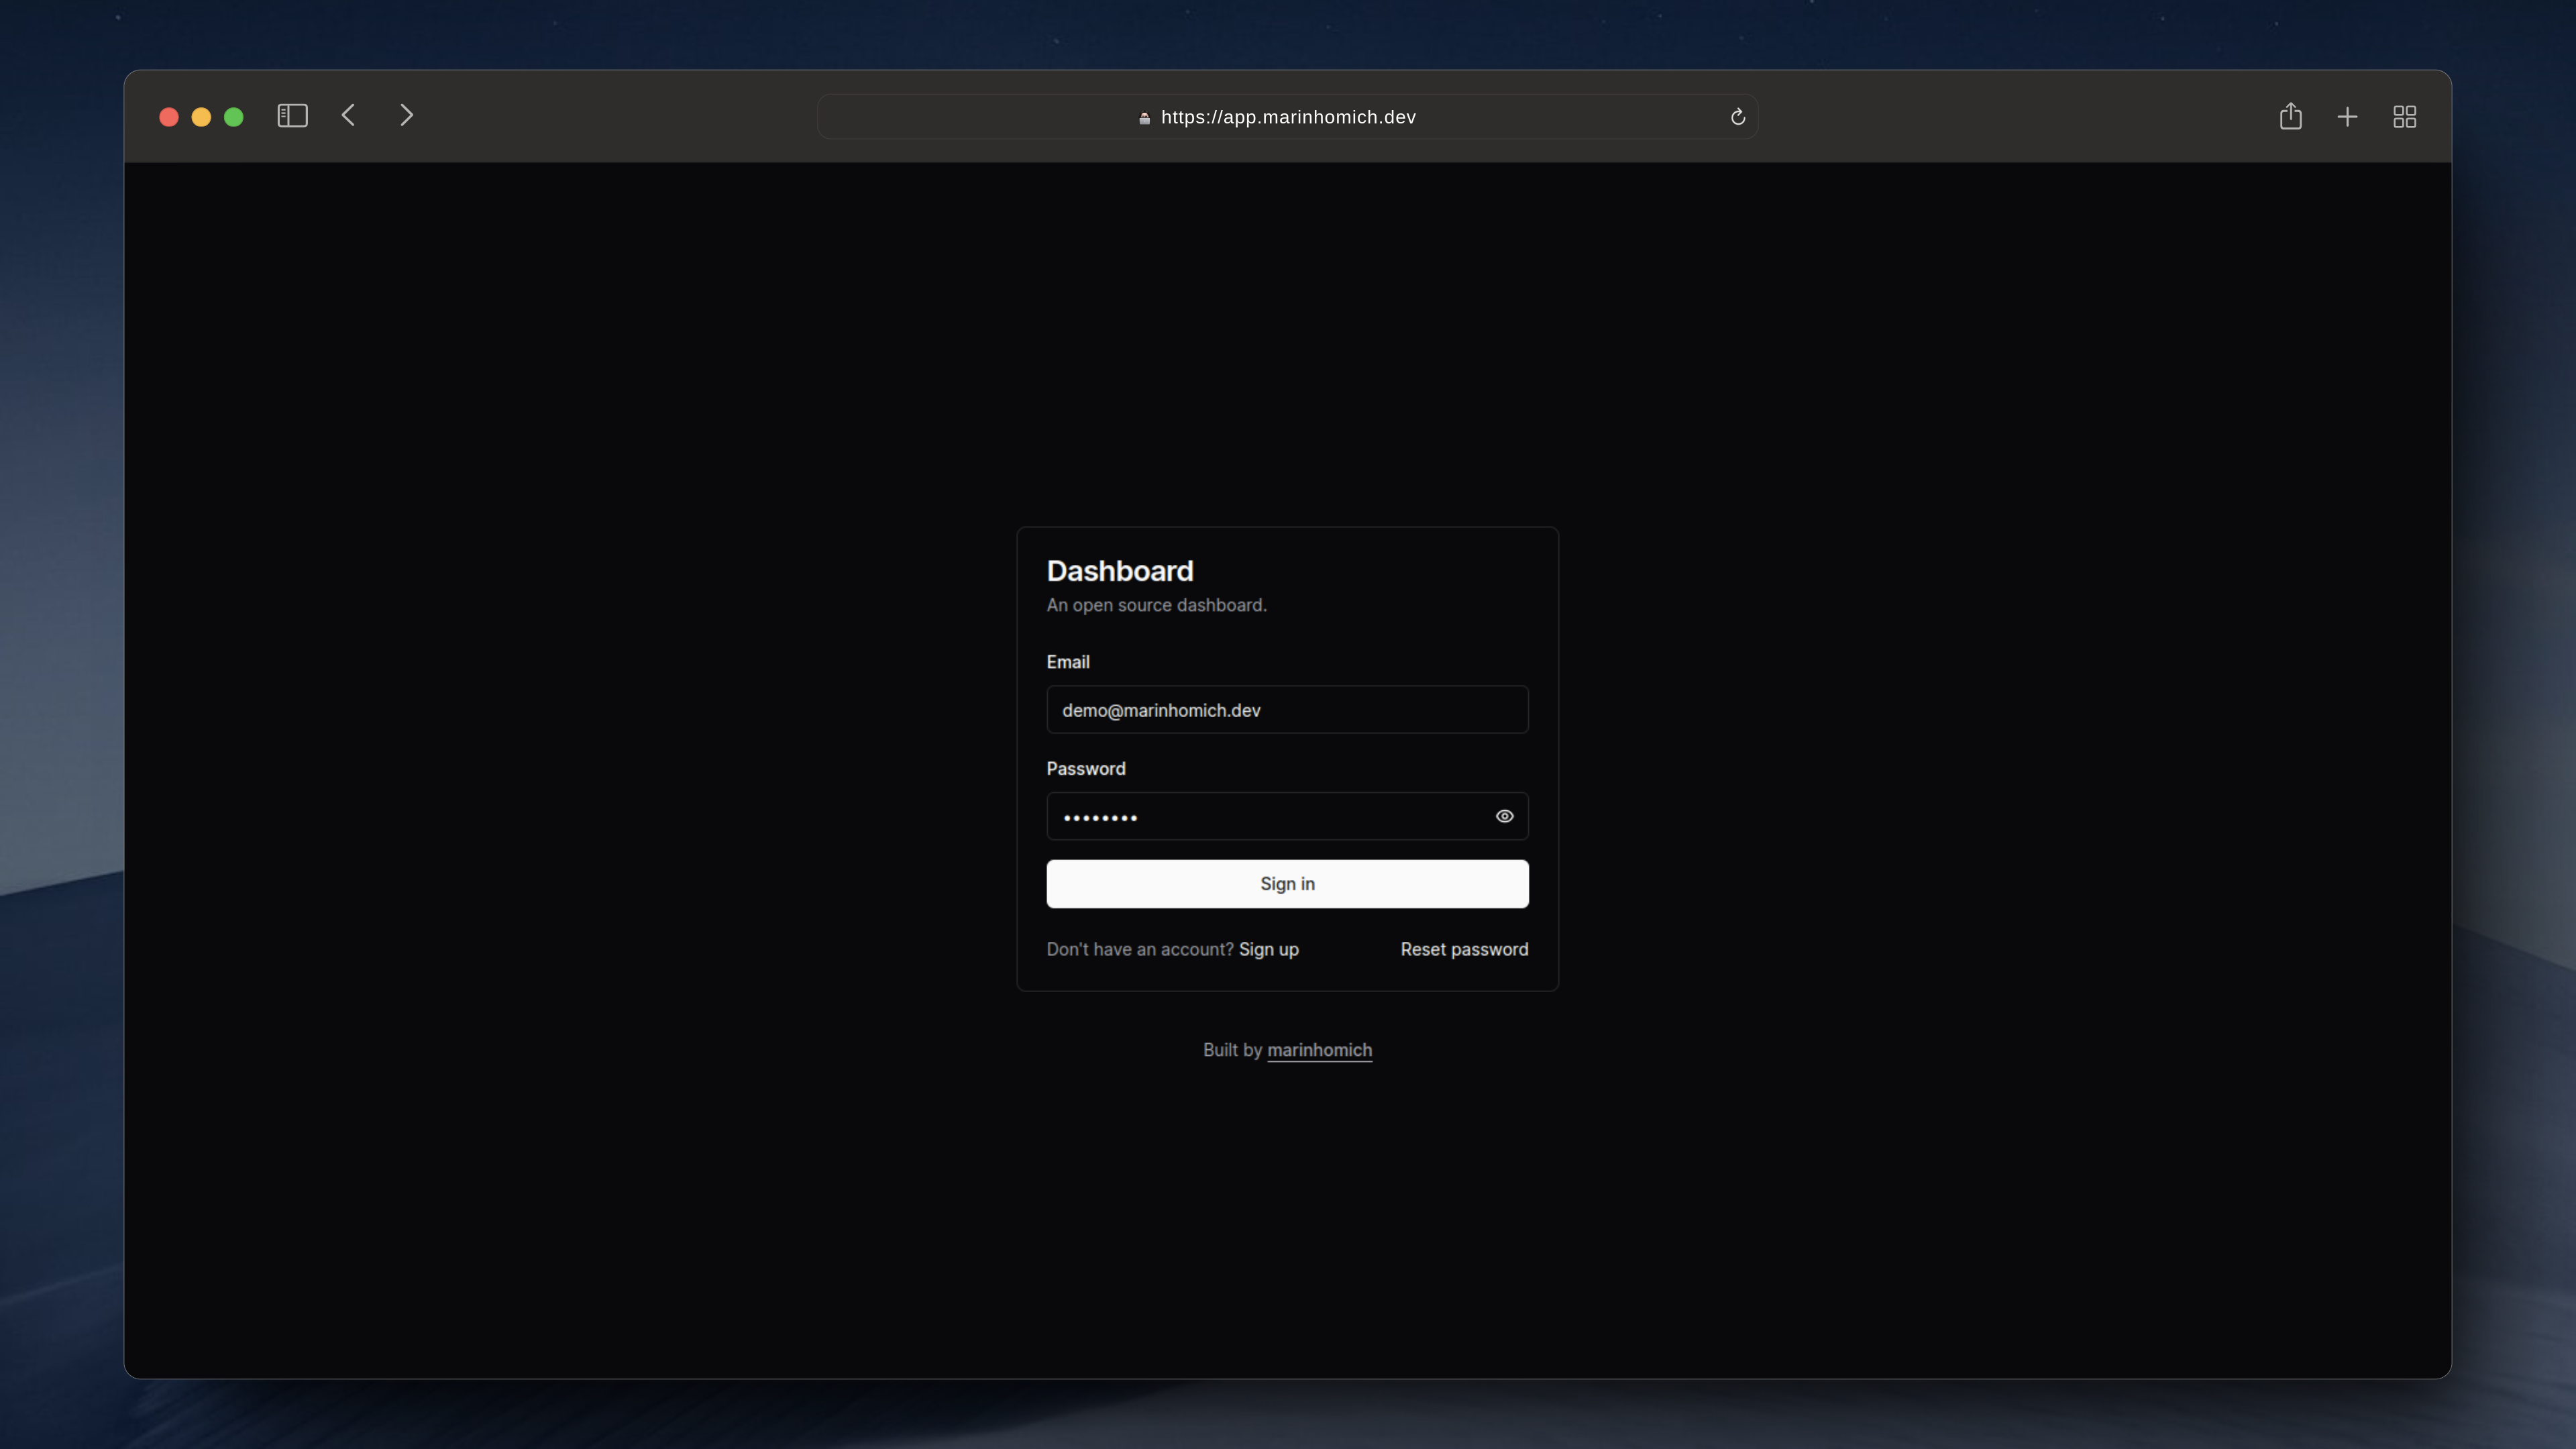 https://app.marinhomich.dev
Dashboard
An open source dashboard.
Email
demo@marinhomich.dev
Password
••••••••
Sign in
Don't have an account? Sign up
Reset password
Built by marinhomich